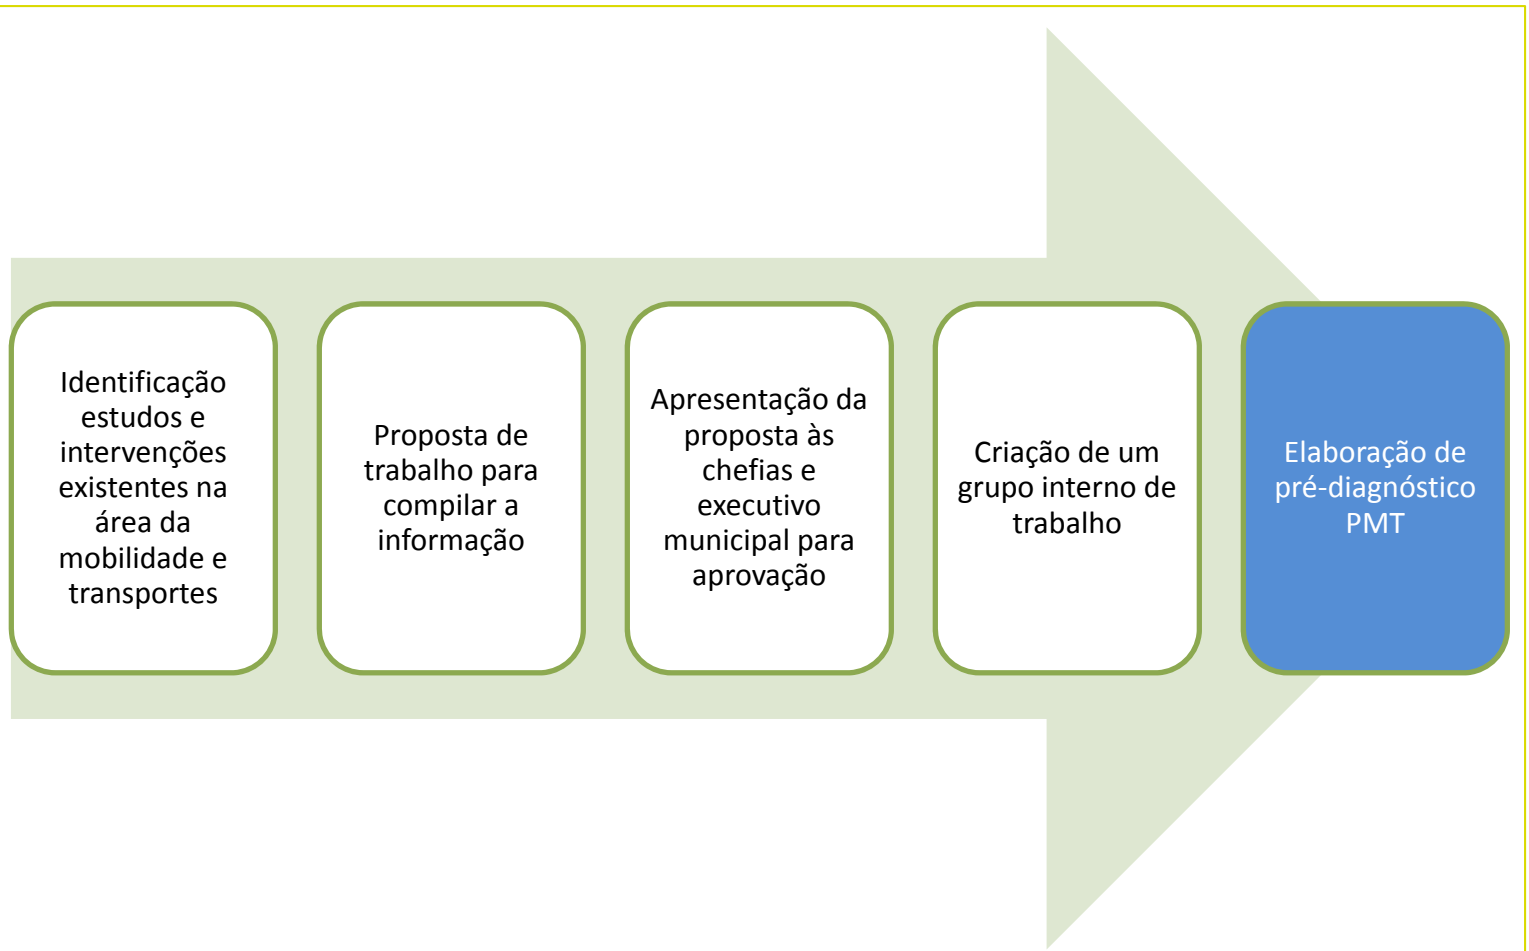 Identificação
estudos e
intervenções
existentes na
área da
mobilidade e
transportes
Proposta de
trabalho para
compilar a
informação
Apresentação da
proposta às
chefias e
executivo
municipal para
aprovação
Criação de um
grupo interno de
trabalho
Elaboração de
pré-diagnóstico
PMT